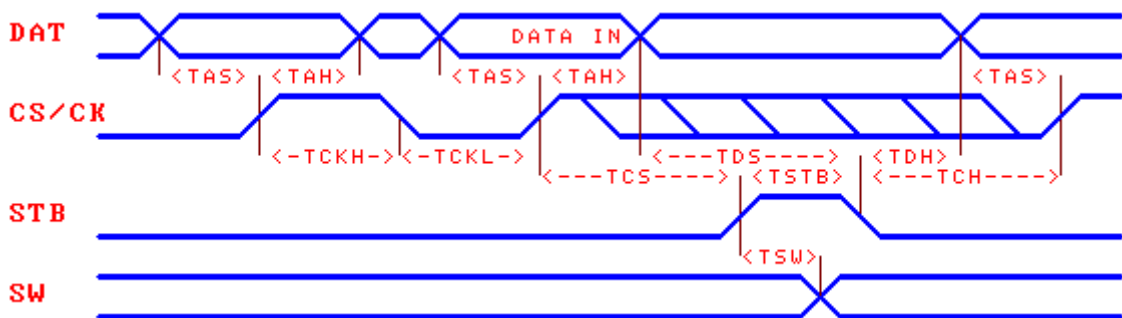 DAT
DATA IN
<TAS> <TAH> <TAS> <TAH> <TAS>
CS/CK
<-TCKH-> <-TCKL-> <---TDS----> <TDH>
<---TCS----> <TSTB> <---TCH---->
STB
<TSW>
SW